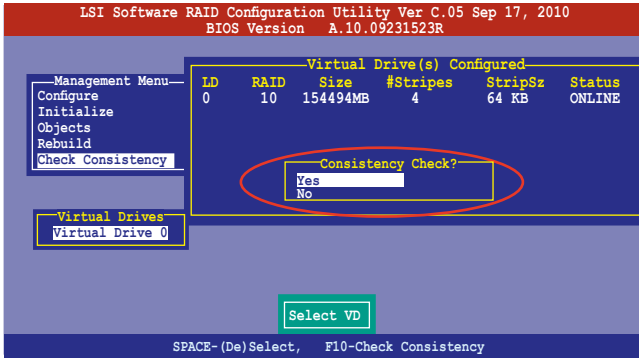 LSI Software RAID Configuration Utility Ver C.05 Sep 17, 2010
BIOS Version A.10.09231523R
Virtual Drive(s) Configured
LD RAID Size #Stripes StripSz Status
0 10 154494MB 4 64 KB ONLINE
Management Menu
Configure
Initialize
Objects
Rebuild
Check Consistency
Consistency Check?
Yes
No
Virtual Drives
Virtual Drive 0
Select VD
SPACE-(De)Select, F10-Check Consistency